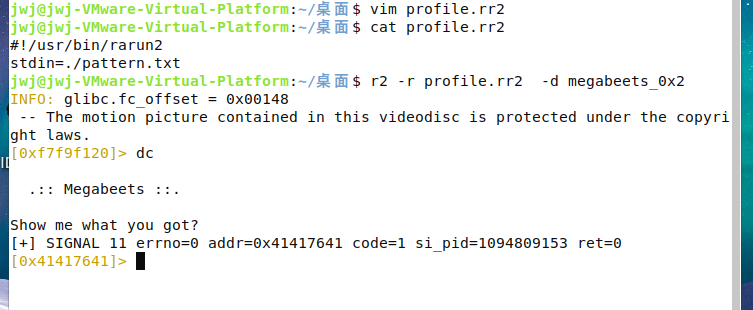 jwj@jwj-VMware-Virtual-Platform:~/桌面$ vim profile.rr2
jwj@jwj-VMware-Virtual-Platform:~/桌面$ cat profile.rr2
#!/usr/bin/rarun2
stdin=./pattern.txt
jwj@jwj-VMware-Virtual-Platform:~/桌面$ r2 -r profile.rr2  -d megabeets_0x2
INFO: glibc.fc_offset = 0x00148
 -- The motion picture contained in this videodisc is protected under the copyri
ght laws.
[0xf7f9f120]> dc
  .:: Megabeets ::.
Show me what you got?
[+] SIGNAL 11 errno=0 addr=0x41417641 code=1 si_pid=1094809153 ret=0
[0x41417641]>